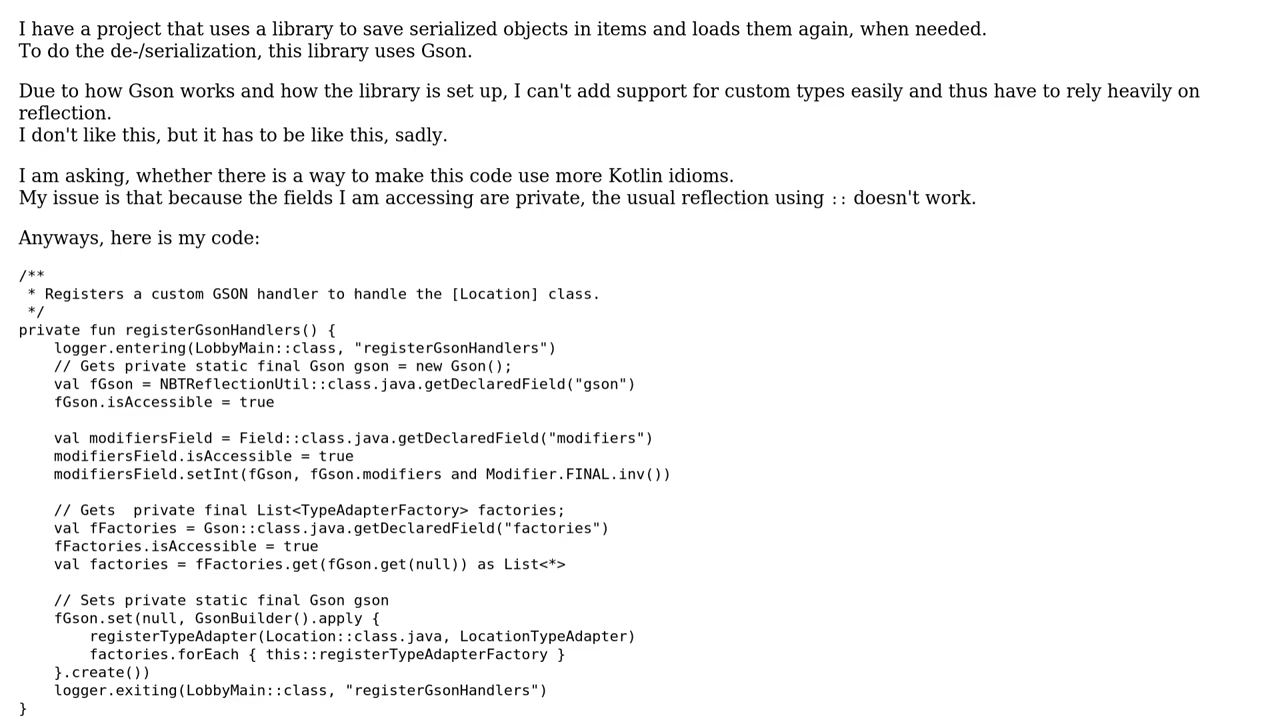 I have a project that uses a library to save serialized objects in items and loads them again, when needed.
To do the de-/serialization, this library uses Gson.
Due to how Gson works and how the library is set up, I can't add support for custom types easily and thus have to rely heavily on
reflection.
I don't like this, but it has to be like this, sadly.
I am asking, whether there is a way to make this code use more Kotlin idioms.
My issue is that because the fields I am accessing are private, the usual reflection using :: doesn't work.
Anyways, here is my code:
/**
 * Registers a custom GSON handler to handle the [Location] class.
 */
private fun registerGsonHandlers() {
    logger.entering(LobbyMain::class, "registerGsonHandlers")
    // Gets private static final Gson gson = new Gson();
    val fGson = NBTReflectionUtil::class.java.getDeclaredField("gson")
    fGson.isAccessible = true
    val modifiersField = Field::class.java.getDeclaredField("modifiers")
    modifiersField.isAccessible = true
    modifiersField.setInt(fGson, fGson.modifiers and Modifier.FINAL.inv())
    // Gets  private final List<TypeAdapterFactory> factories;
    val fFactories = Gson::class.java.getDeclaredField("factories")
    fFactories.isAccessible = true
    val factories = fFactories.get(fGson.get(null)) as List<*>
    // Sets private static final Gson gson
    fGson.set(null, GsonBuilder().apply {
        registerTypeAdapter(Location::class.java, LocationTypeAdapter)
        factories.forEach { this::registerTypeAdapterFactory }
    }.create())
    logger.exiting(LobbyMain::class, "registerGsonHandlers")
}